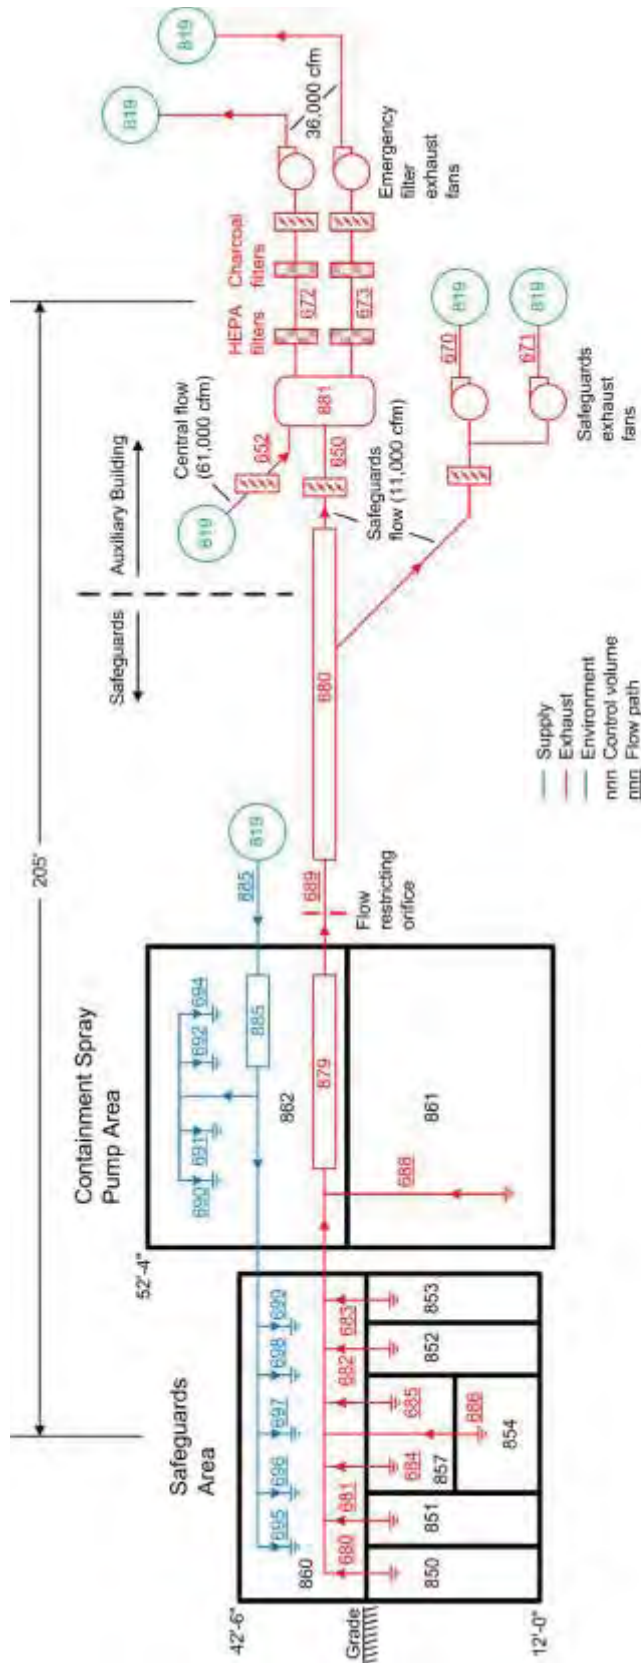 205'
Safeguards
Auxiliary Building
Containment Spray
Pump Area
Safeguards
Area
52'-4"
42'-6"
Grade
12'-0"
695
696
697
698
699
690
691
692
694
885
885
819
862
860
680
681
684
685
682
683
686
688
850
851
857
854
852
853
861
879
689
Flow
restricting
orifice
680
819
Central flow
(61,000 cfm)
652
650
Safeguards
flow (11,000 cfm)
881
HEPA
filters
Charcoal
filters
672
673
36,000 cfm
819
819
Emergency
filter
exhaust
fans
670
671
819
819
Safeguards
exhaust
fans
Supply
Exhaust
Environment
nnn Control volume
nnn Flow path